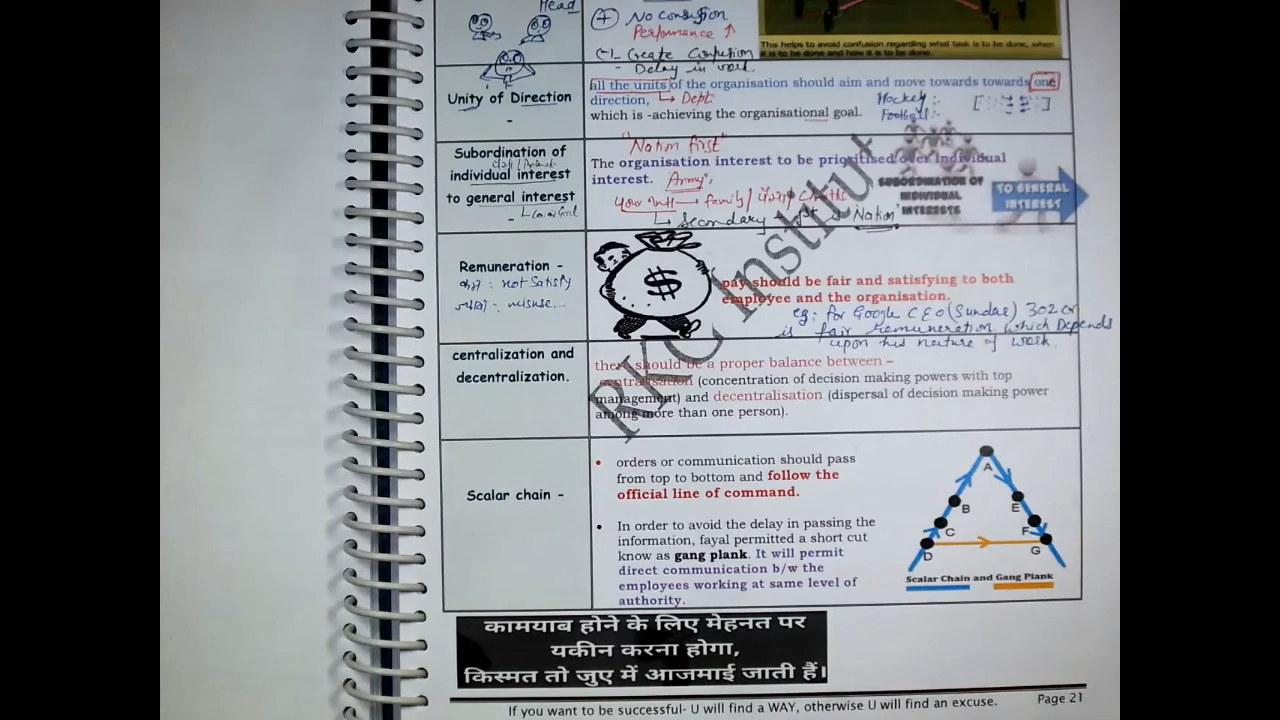 Head
+ No confusion
Performance ↑
(-) - Create Confusion
- Delay in work
This helps to avoid confusion regarding what task is to be done, when
it is to be done and how it is to be done.
Unity of Direction
-
all the units of the organisation should aim and move towards towards one
direction, → Dept
which is -achieving the organisational goal.
Hockey :-
Football :-
Subordination of
individual interest
to general interest
-
"Nation first"
The organisation interest to be prioritised over individual
interest. Army
family
Secondary 1st is 'Nation'
SUBORDINATION OF
INDIVIDUAL
INTERESTS
TO GENERAL
INTEREST
Remuneration -
: not Satisfy
: misuse...
$
pay should be fair and satisfying to both
employee and the organisation.
eg: for Google CEO (Sundae) 302 cr
is fair Remuneration which Depends
upon his nature of work.
centralization and
decentralization.
there should be a proper balance between –
centralisation (concentration of decision making powers with top
management) and decentralisation (dispersal of decision making power
among more than one person).
RKC Institut
Scalar chain -
• orders or communication should pass
from top to bottom and follow the
official line of command.
• In order to avoid the delay in passing the
information, fayal permitted a short cut
know as gang plank. It will permit
direct communication b/w the
employees working at same level of
authority.
A
B
E
C
F
D
G
Scalar Chain and Gang Plank
कामयाब होने के लिए मेहनत पर
यकीन करना होगा,
किस्मत तो जुए में आजमाई जाती हैं।
If you want to be successful- U will find a WAY, otherwise U will find an excuse.
Page 21